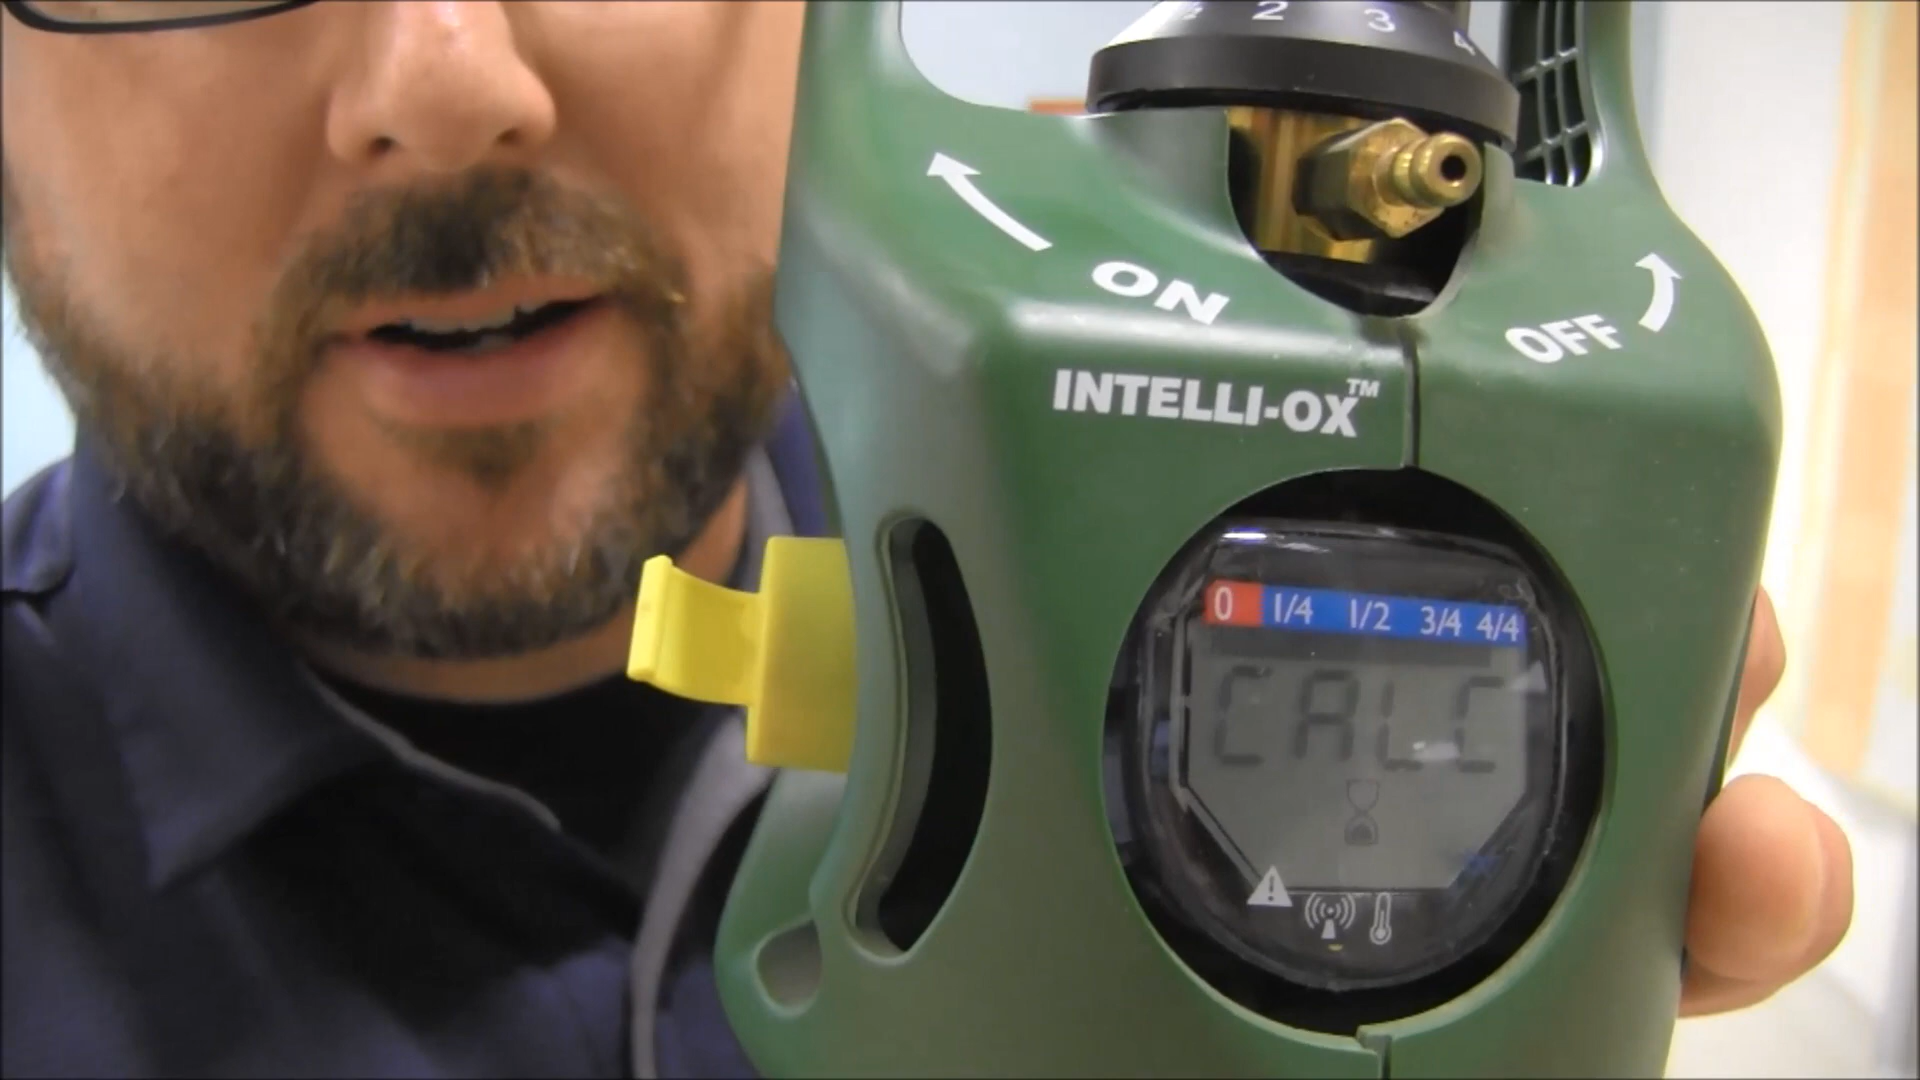 2 3 4
ON
OFF
INTELLI-OX™
0 1/4 1/2 3/4 4/4
CALC